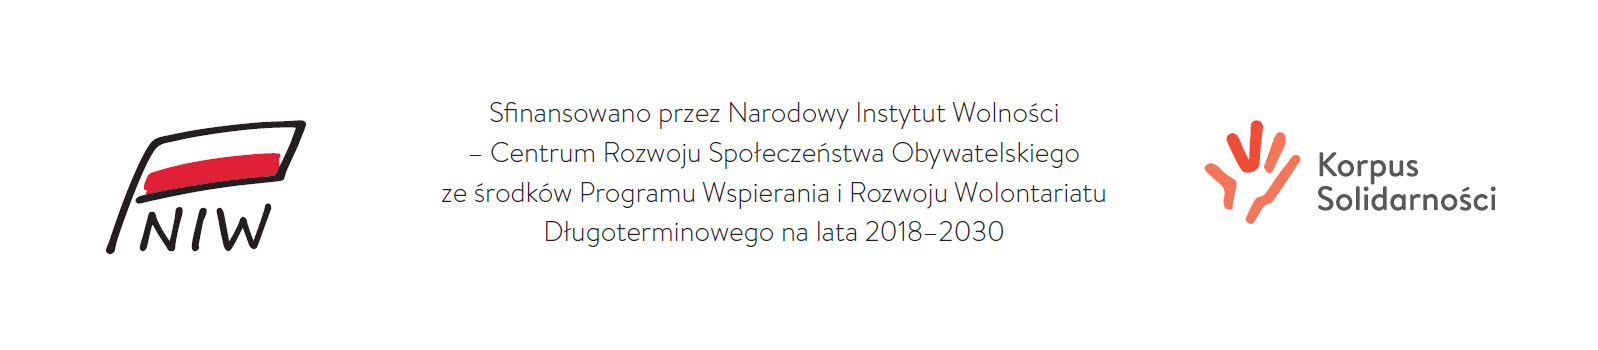 NIW
Sfinansowano przez Narodowy Instytut Wolności
– Centrum Rozwoju Społeczeństwa Obywatelskiego
ze środków Programu Wspierania i Rozwoju Wolontariatu
Długoterminowego na lata 2018–2030
Korpus
Solidarności